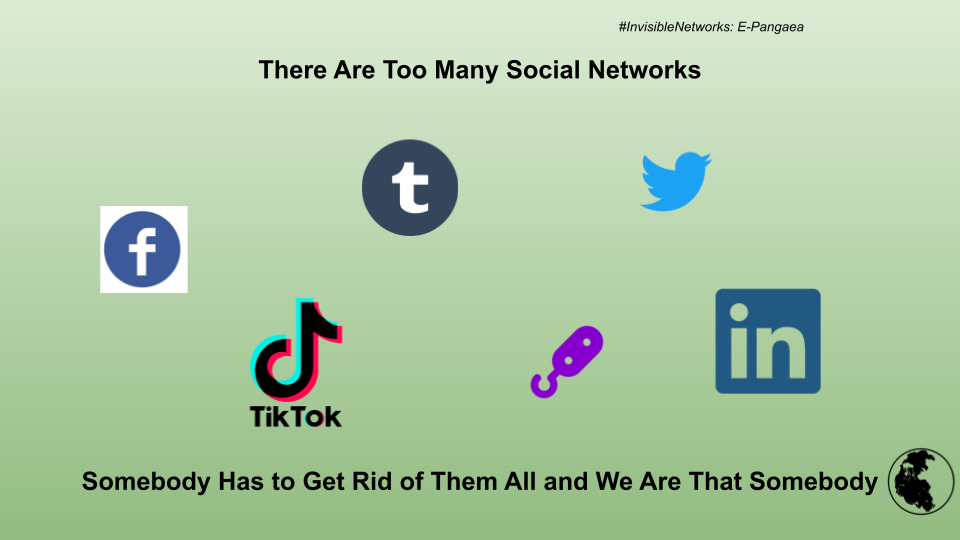 #InvisibleNetworks: E-Pangaea
There Are Too Many Social Networks
t
f
in
TikTok
Somebody Has to Get Rid of Them All and We Are That Somebody